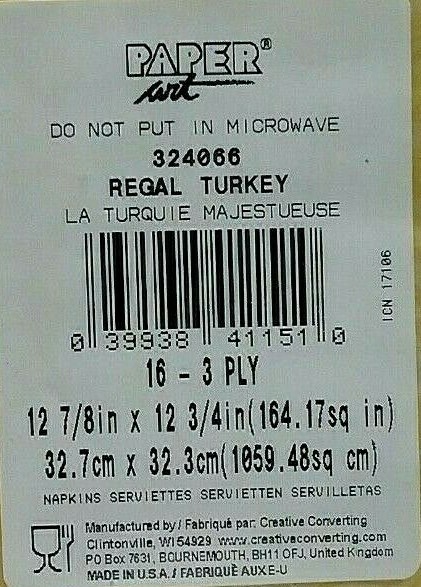 PAPER®
art
DO NOT PUT IN MICROWAVE
324066
REGAL TURKEY
LA TURQUIE MAJESTUEUSE
0 39938 41151 0
ICN 17106
16 - 3 PLY
12 7/8in x 12 3/4in(164.17sq in)
32.7cm x 32.3cm(1059.48sq cm)
NAPKINS SERVIETTES SERVIETTEN SERVILLETAS
Manufactured by / Fabriqué par: Creative Converting
Clintonville, WI 54929 www.creativeconverting.com
PO Box 7631, BOURNEMOUTH, BH11 OFJ, United Kingdom
MADE IN U.S.A. / FABRIQUÉ AUX E-U